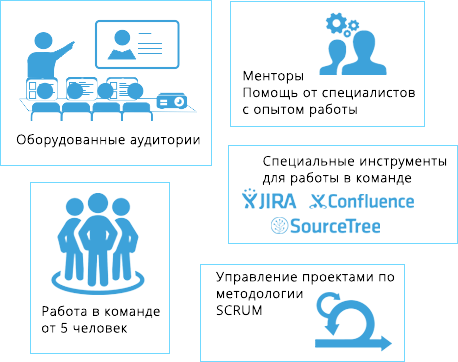 Оборудованные аудитории
Менторы
Помощь от специалистов
с опытом работы
Специальные инструменты
для работы в команде
JIRA Confluence
SourceTree
Работа в команде
от 5 человек
Управление проектами по
методологии
SCRUM